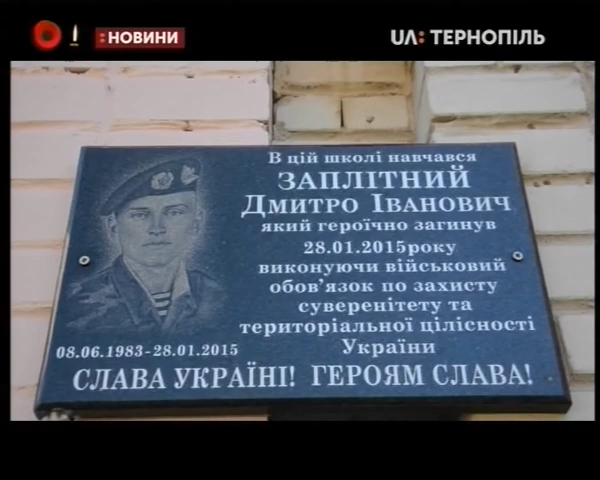 :НОВИНИ
UA: ТЕРНОПІЛЬ
В цій школі навчався
ЗАПЛІТНИЙ
Дмитро Іванович
який героїчно загинув
28.01.2015року
виконуючи військовий
обов'язок по захисту
суверенітету та
територіальної цілісності
України
08.06.1983-28.01.2015
СЛАВА УКРАЇНІ! ГЕРОЯМ СЛАВА!